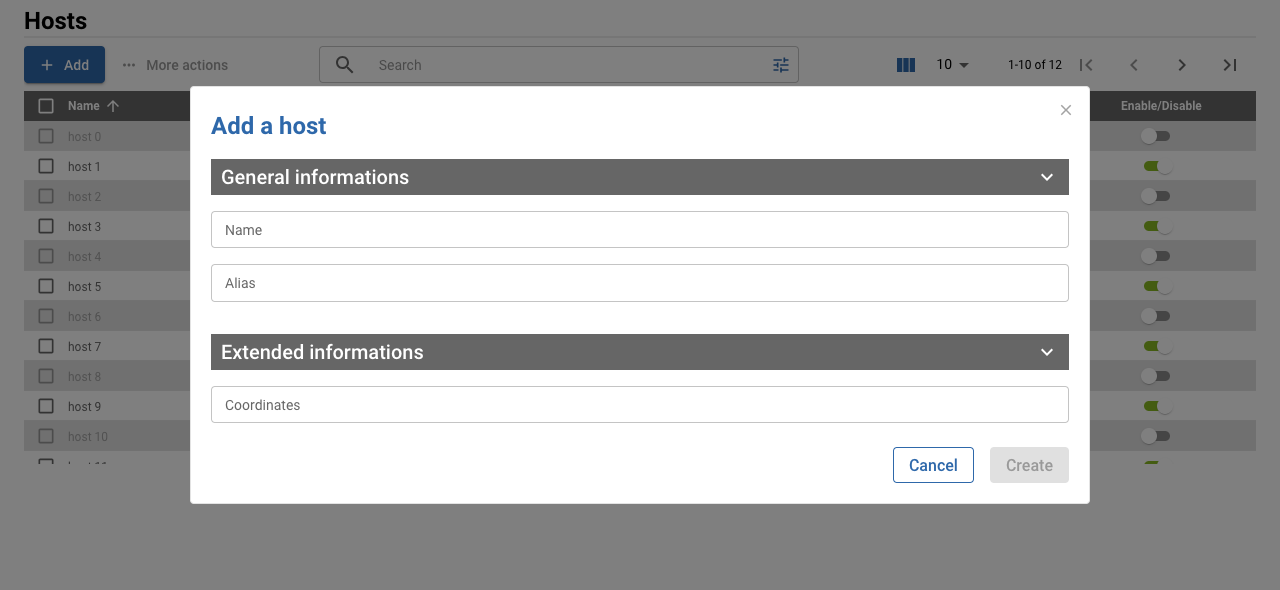 Hosts
Add
More actions
Search
10
1-10 of 12
Name
Enable/Disable
host 0
host 1
host 2
host 3
host 4
host 5
host 6
host 7
host 8
host 9
host 10
Add a host
General informations
Name
Alias
Extended informations
Coordinates
Cancel
Create